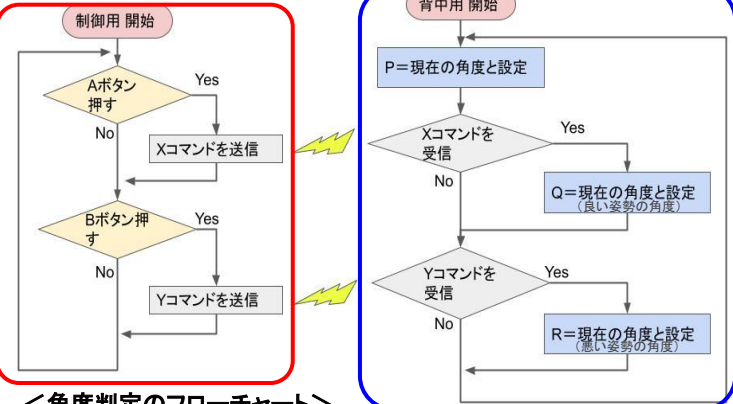 制御用 開始
Aボタン
押す
Yes
No
Xコマンドを送信
Bボタン押
す
Yes
No
Yコマンドを送信
背中用 開始
P＝現在の角度と設定
Xコマンドを
受信
Yes
No
Q＝現在の角度と設定
（良い姿勢の角度）
Yコマンドを
受信
Yes
No
R＝現在の角度と設定
（悪い姿勢の角度）
＜角度判定のフローチャート＞